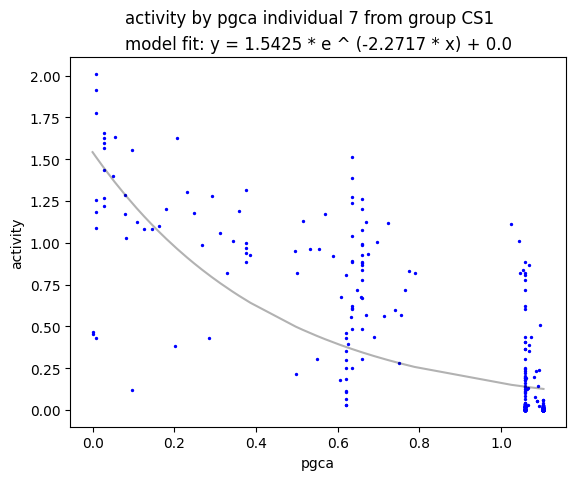 activity by pgca individual 7 from group CS1
model fit: y = 1.5425 * e ^ (-2.2717 * x) + 0.0
2.00
1.75
1.50
1.25
1.00
0.75
0.50
0.25
0.00
activity
0.0 0.2 0.4 0.6 0.8 1.0
pgca